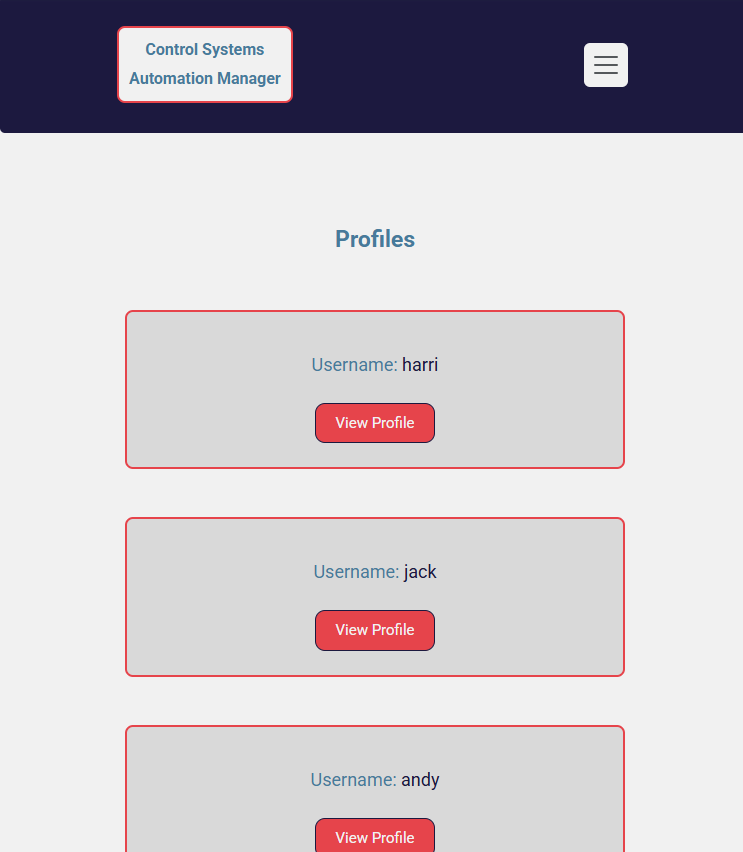 Control Systems
Automation Manager
Profiles
Username: harri
View Profile
Username: jack
View Profile
Username: andy
View Profile